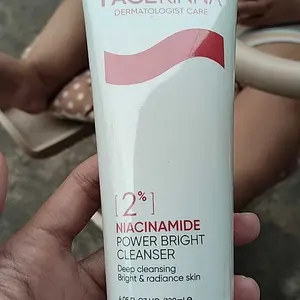 DERMATOLOGIST CARE
[2%]
NIACINAMIDE
POWER BRIGHT
CLEANSER
Deep cleansing
Bright & radiance skin